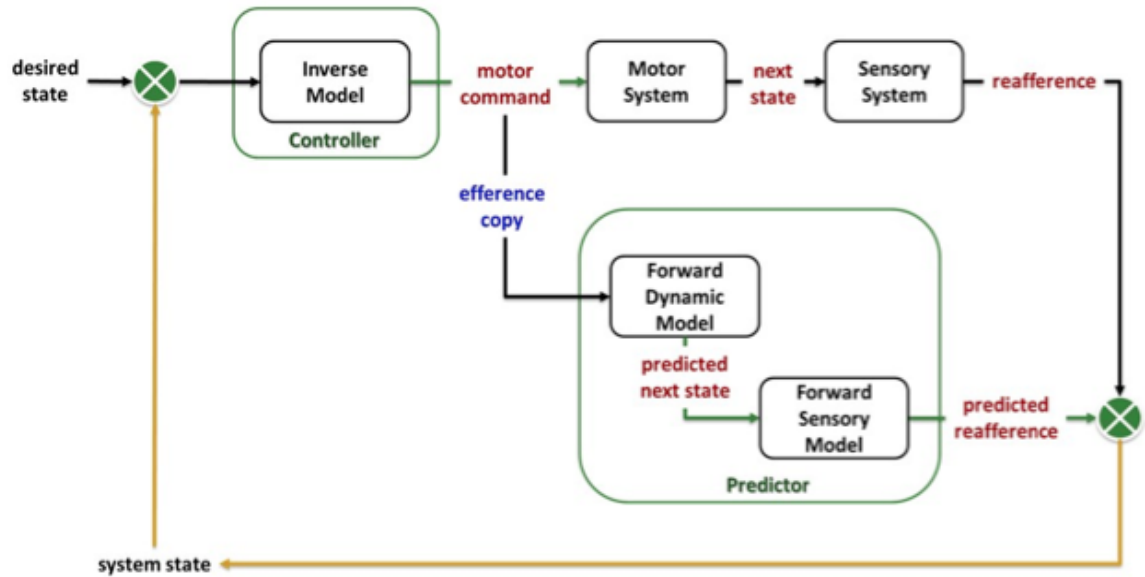 desired
state
Inverse
Model
Controller
motor
command
Motor
System
next
state
Sensory
System
reafference
efference
copy
Forward
Dynamic
Model
predicted
next state
Forward
Sensory
Model
predicted
reafference
Predictor
system state